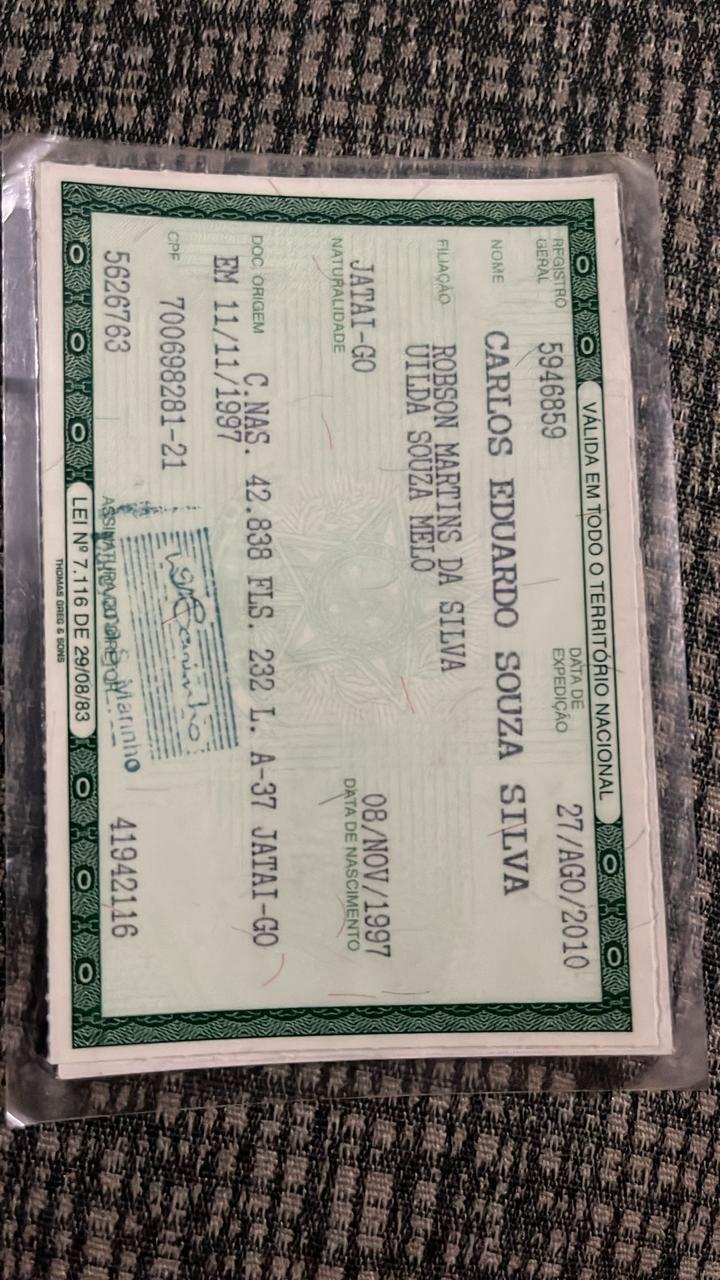 VÁLIDA EM TODO O TERRITÓRIO NACIONAL
REGISTRO GERAL 5946859 DATA DE EXPEDIÇÃO 27/AGO/2010
NOME CARLOS EDUARDO SOUZA SILVA
FILIAÇÃO ROBSON MARTINS DA SILVA
UILDA SOUZA MELO
JATAI-GO 08/NOV/1997
NATURALIDADE DATA DE NASCIMENTO
DOC. ORIGEM C.NAS. 42.838 FLS. 232 L. A-37 JATAI-GO
EM 11/11/1997
CPF 700698281-21
5626763 41942116
ASSINATURA DO DIRETOR
S. Marinho
LEI Nº 7.116 DE 29/08/83
THOMAS GREG & SONS